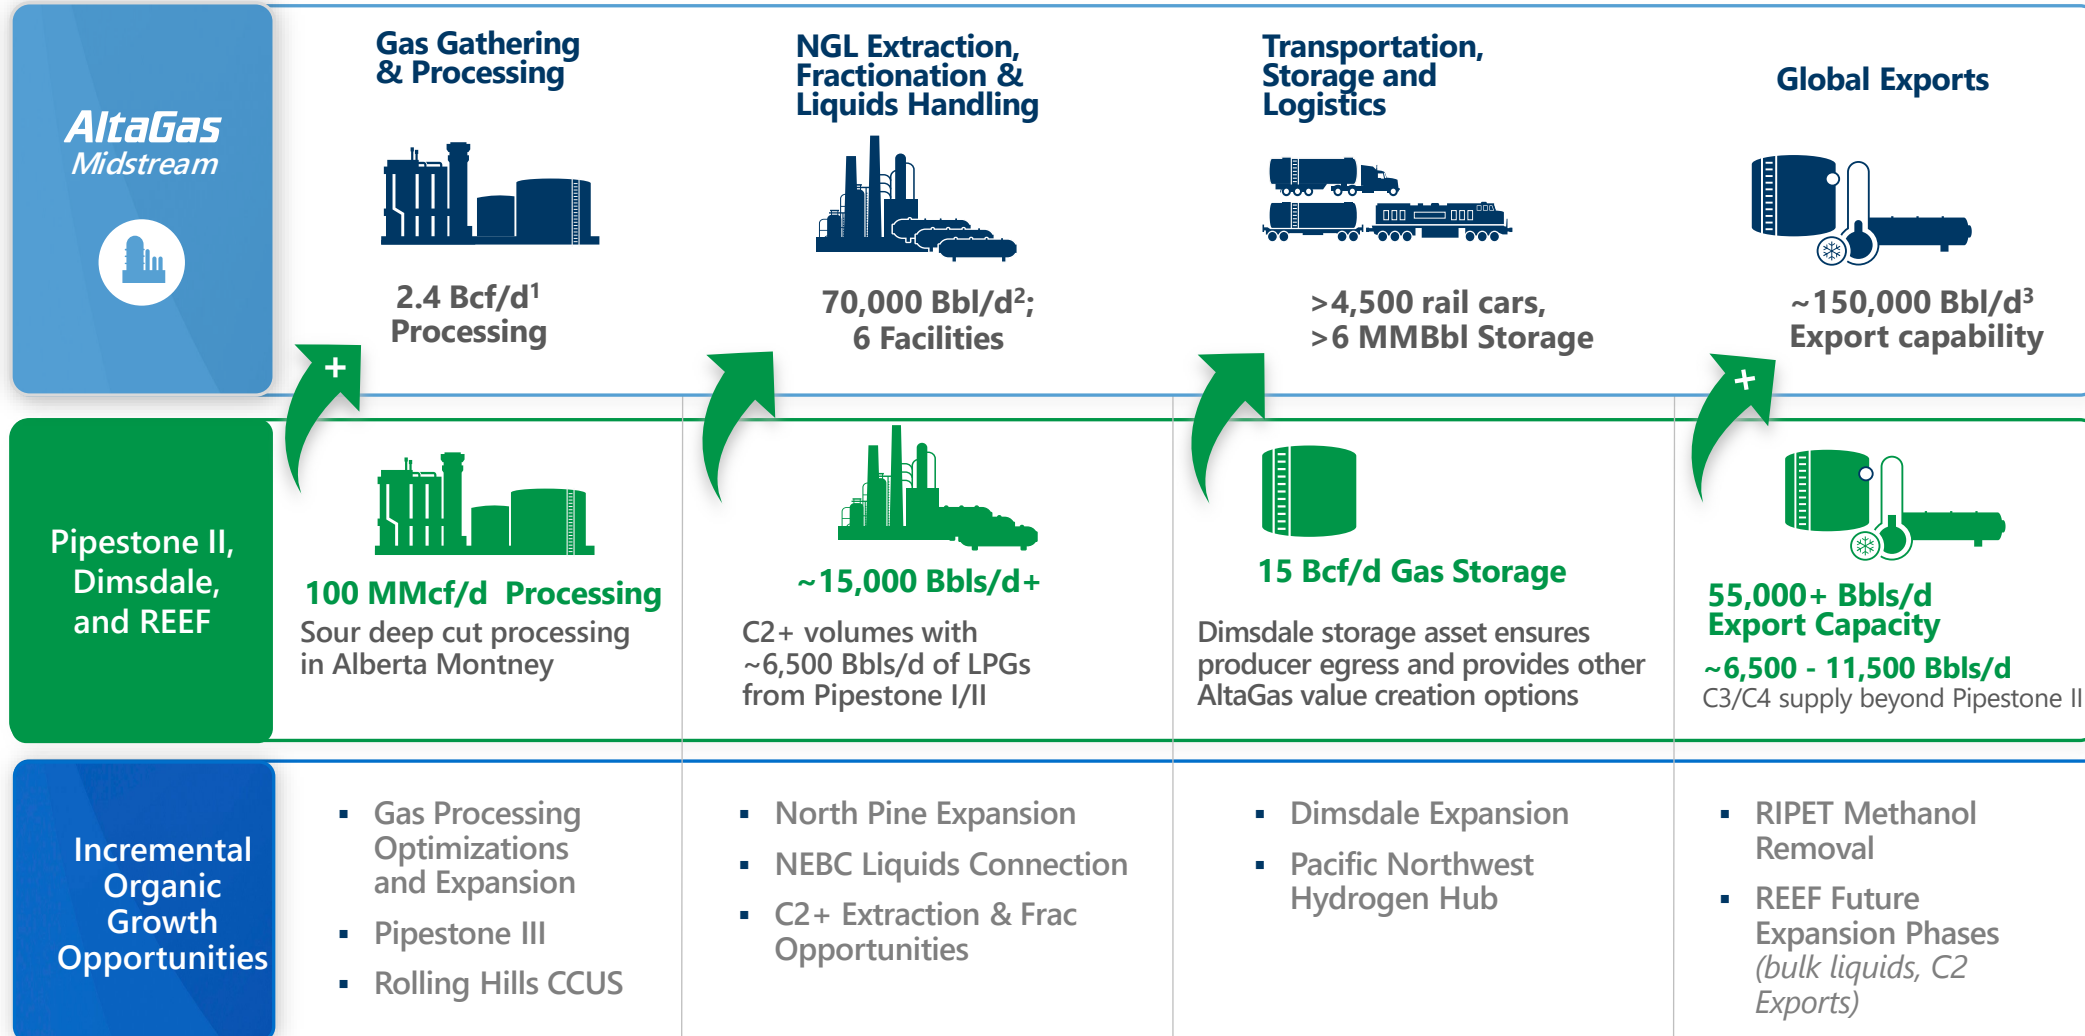 AltaGas
Midstream
Gas Gathering
& Processing
2.4 Bcf/d¹
Processing
NGL Extraction,
Fractionation &
Liquids Handling
70,000 Bbl/d²;
6 Facilities
Transportation,
Storage and
Logistics
>4,500 rail cars,
>6 MMBbl Storage
Global Exports
~150,000 Bbl/d³
Export capability
+
+
Pipestone II,
Dimsdale,
and REEF
100 MMcf/d Processing
Sour deep cut processing
in Alberta Montney
~15,000 Bbls/d+
C2+ volumes with
~6,500 Bbls/d of LPGs
from Pipestone I/II
15 Bcf/d Gas Storage
Dimsdale storage asset ensures
producer egress and provides other
AltaGas value creation options
55,000+ Bbls/d
Export Capacity
~6,500 - 11,500 Bbls/d
C3/C4 supply beyond Pipestone II
Incremental
Organic
Growth
Opportunities
▪ Gas Processing
Optimizations
and Expansion
▪ Pipestone III
▪ Rolling Hills CCUS
▪ North Pine Expansion
▪ NEBC Liquids Connection
▪ C2+ Extraction & Frac
Opportunities
▪ Dimsdale Expansion
▪ Pacific Northwest
Hydrogen Hub
▪ RIPET Methanol
Removal
▪ REEF Future
Expansion Phases
(bulk liquids, C2
Exports)